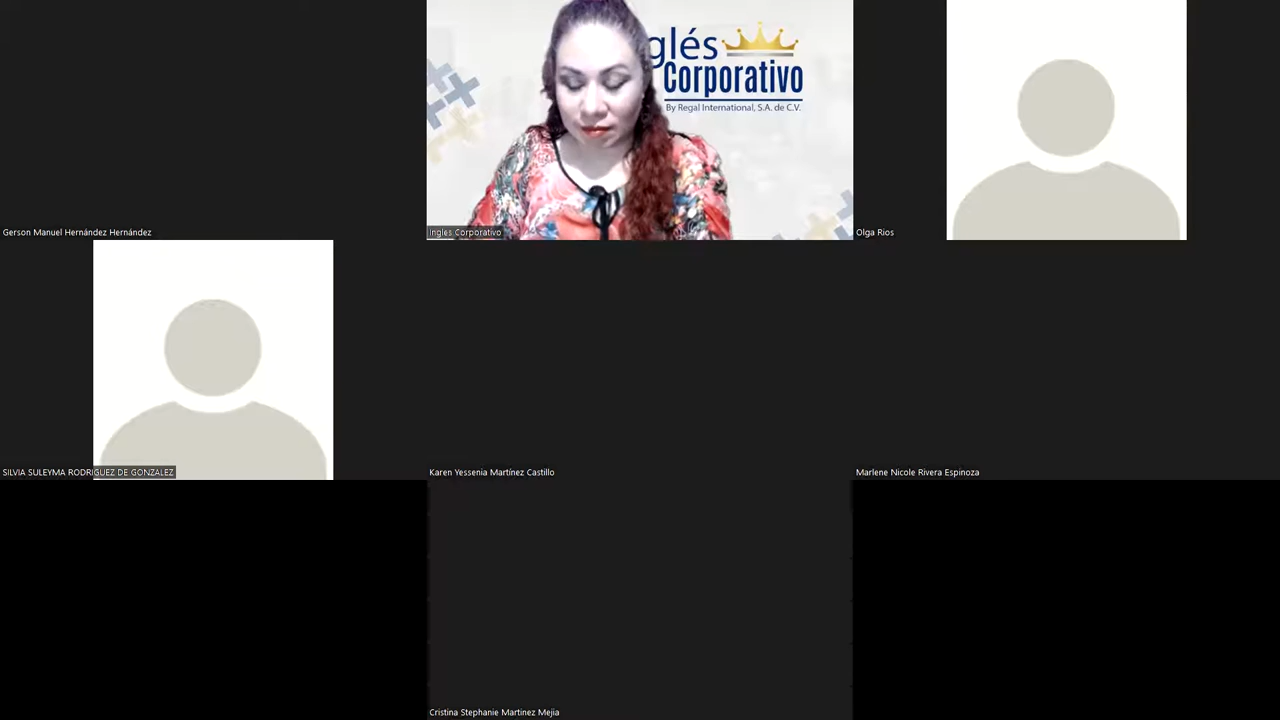 glés
Corporativo
By Regal International, S.A. de C.V.
Gerson Manuel Hernández Hernández
Ingles Corporativo
Olga Rios
SILVIA SULEYMA RODRIGUEZ DE GONZALEZ
Karen Yessenia Martínez Castillo
Marlene Nicole Rivera Espinoza
Cristina Stephanie Martinez Mejia